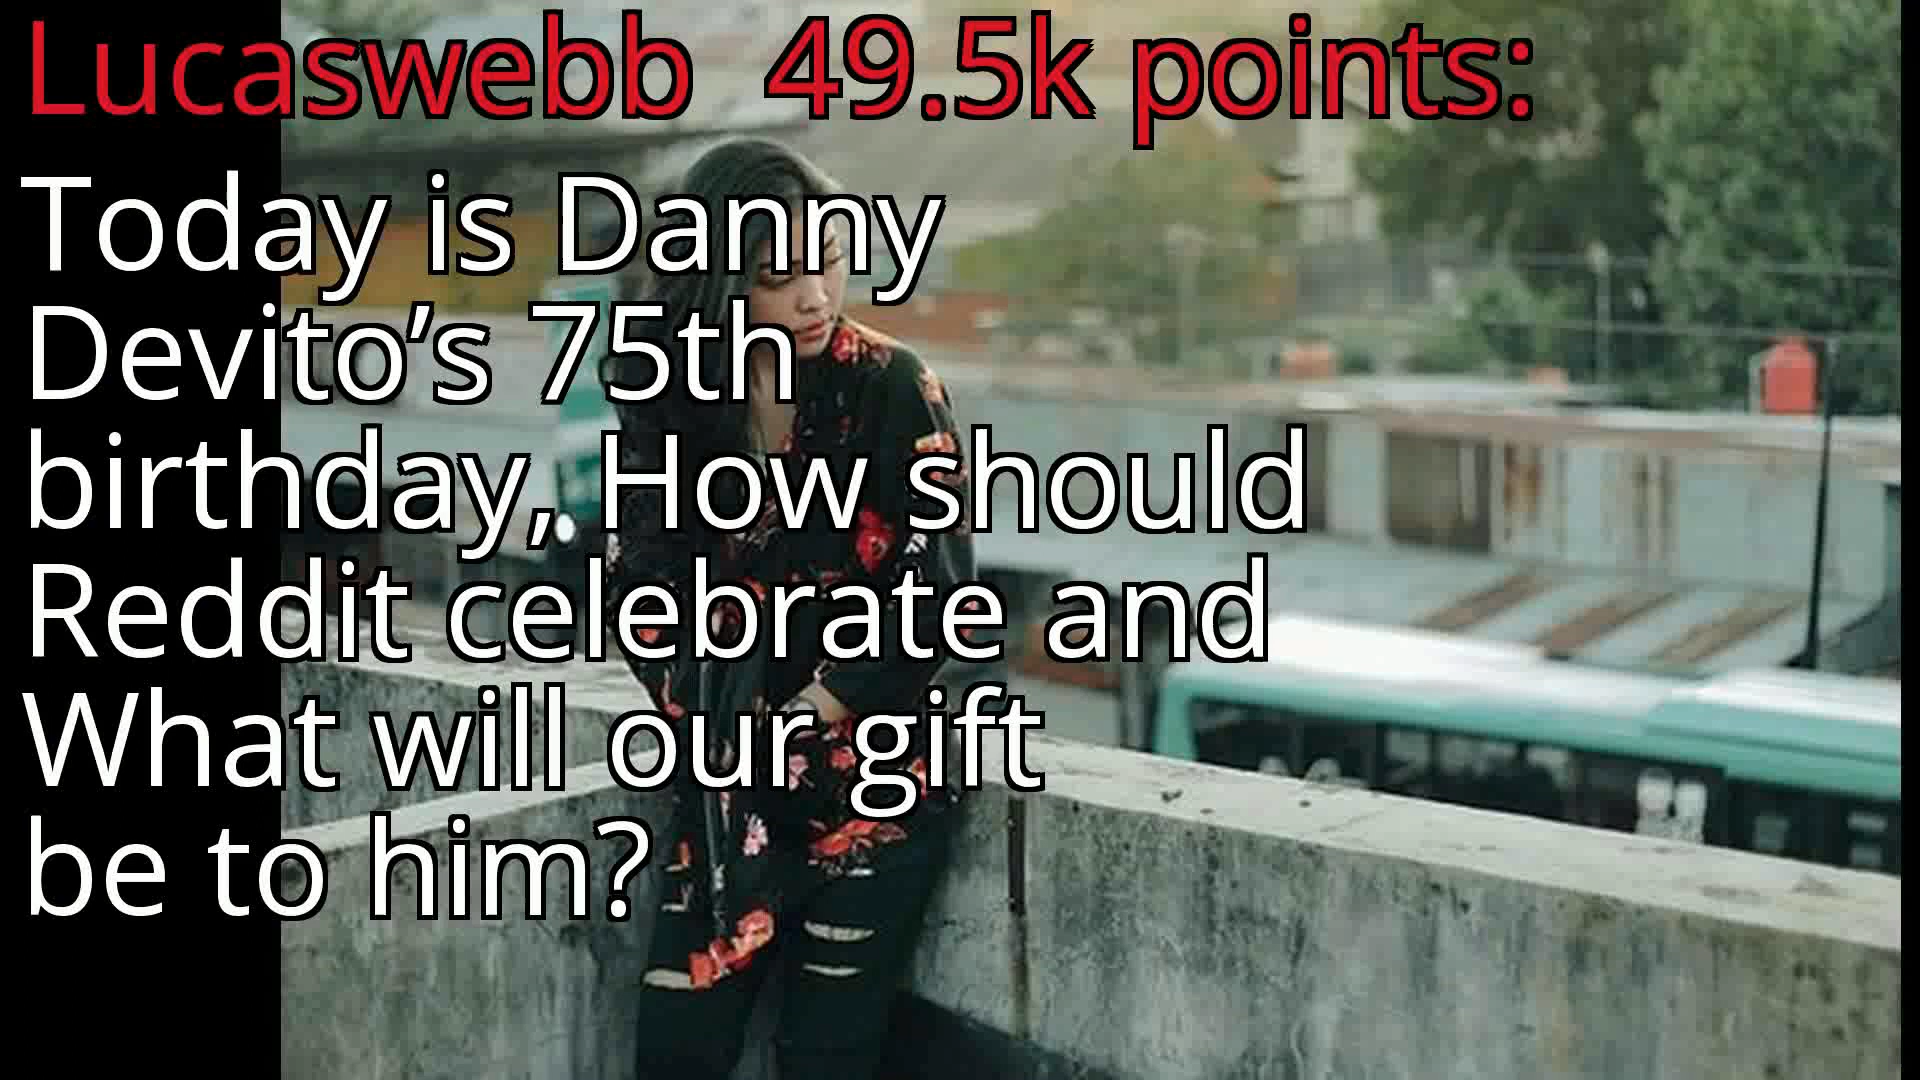 Lucaswebb  49.5k points:
Today is Danny
Devito’s 75th
birthday, How should
Reddit celebrate and
What will our gift
be to him?